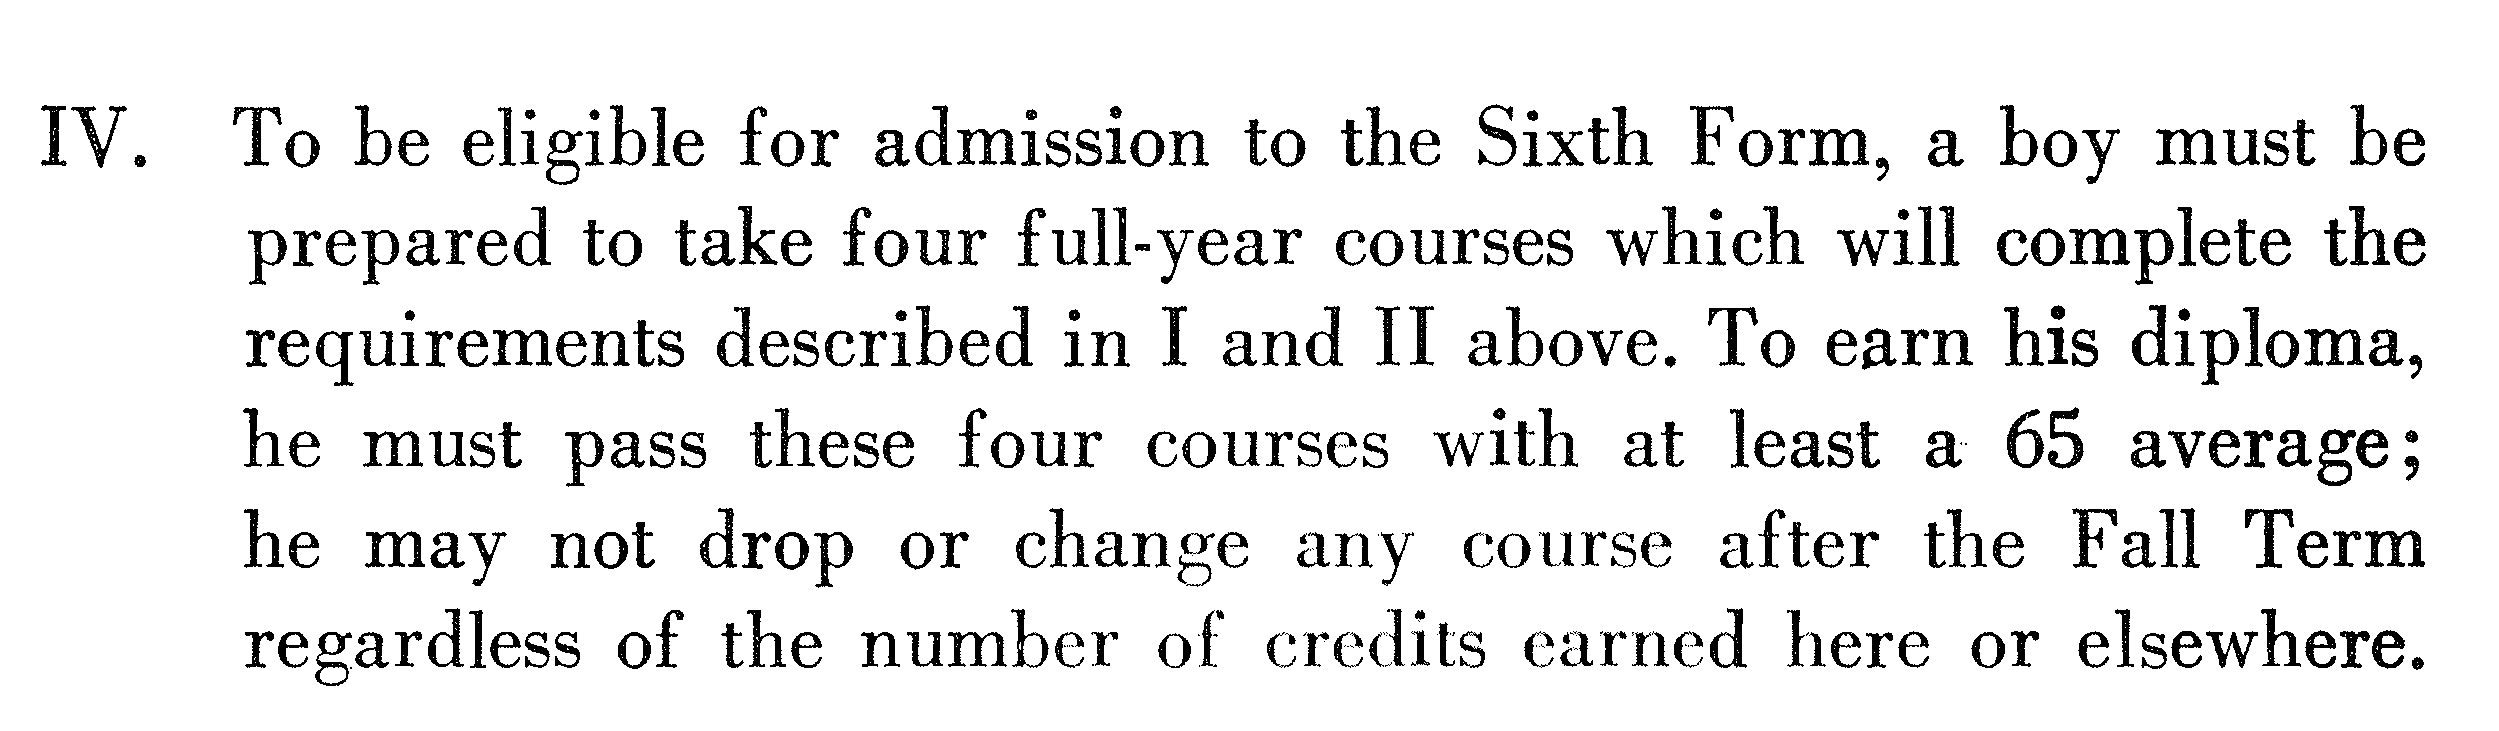 IV. To be eligible for admission to the Sixth Form, a boy must be
prepared to take four full-year courses which will complete the
requirements described in I and II above. To earn his diploma,
he must pass these four courses with at least a 65 average;
he may not drop or change any course after the Fall Term
regardless of the number of credits earned here or elsewhere.